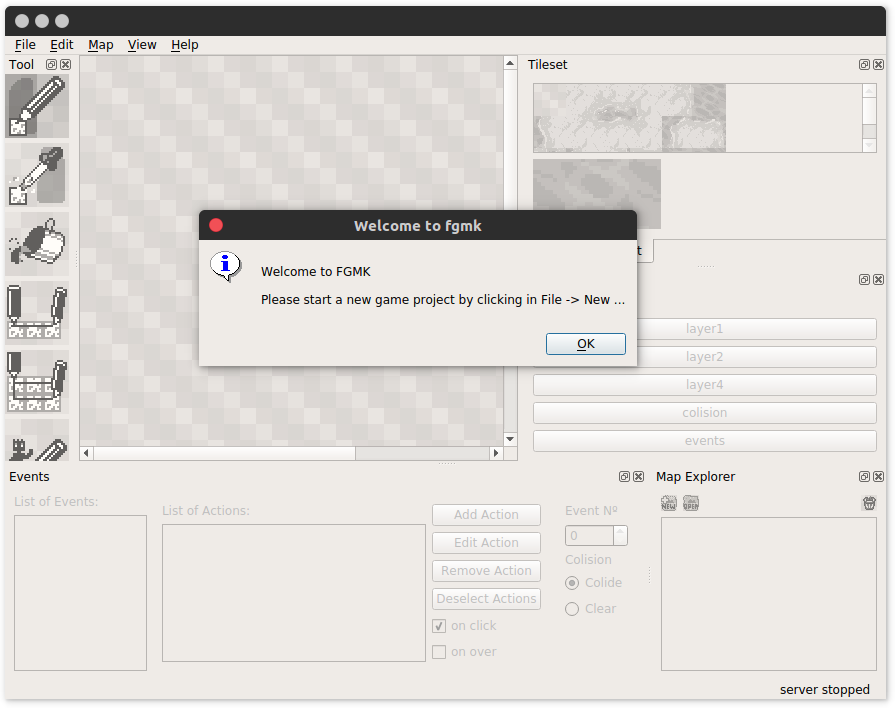 File Edit Map View Help
Tool
Tileset
Welcome to fgmk
Welcome to FGMK
Please start a new game project by clicking in File -> New ...
OK
t
layer1
layer2
layer4
colision
events
Events
Map Explorer
List of Events:
List of Actions:
Add Action
Edit Action
Remove Action
Deselect Actions
on click
on over
Event Nº
0
Colision
Colide
Clear
NEW
OPEN
server stopped